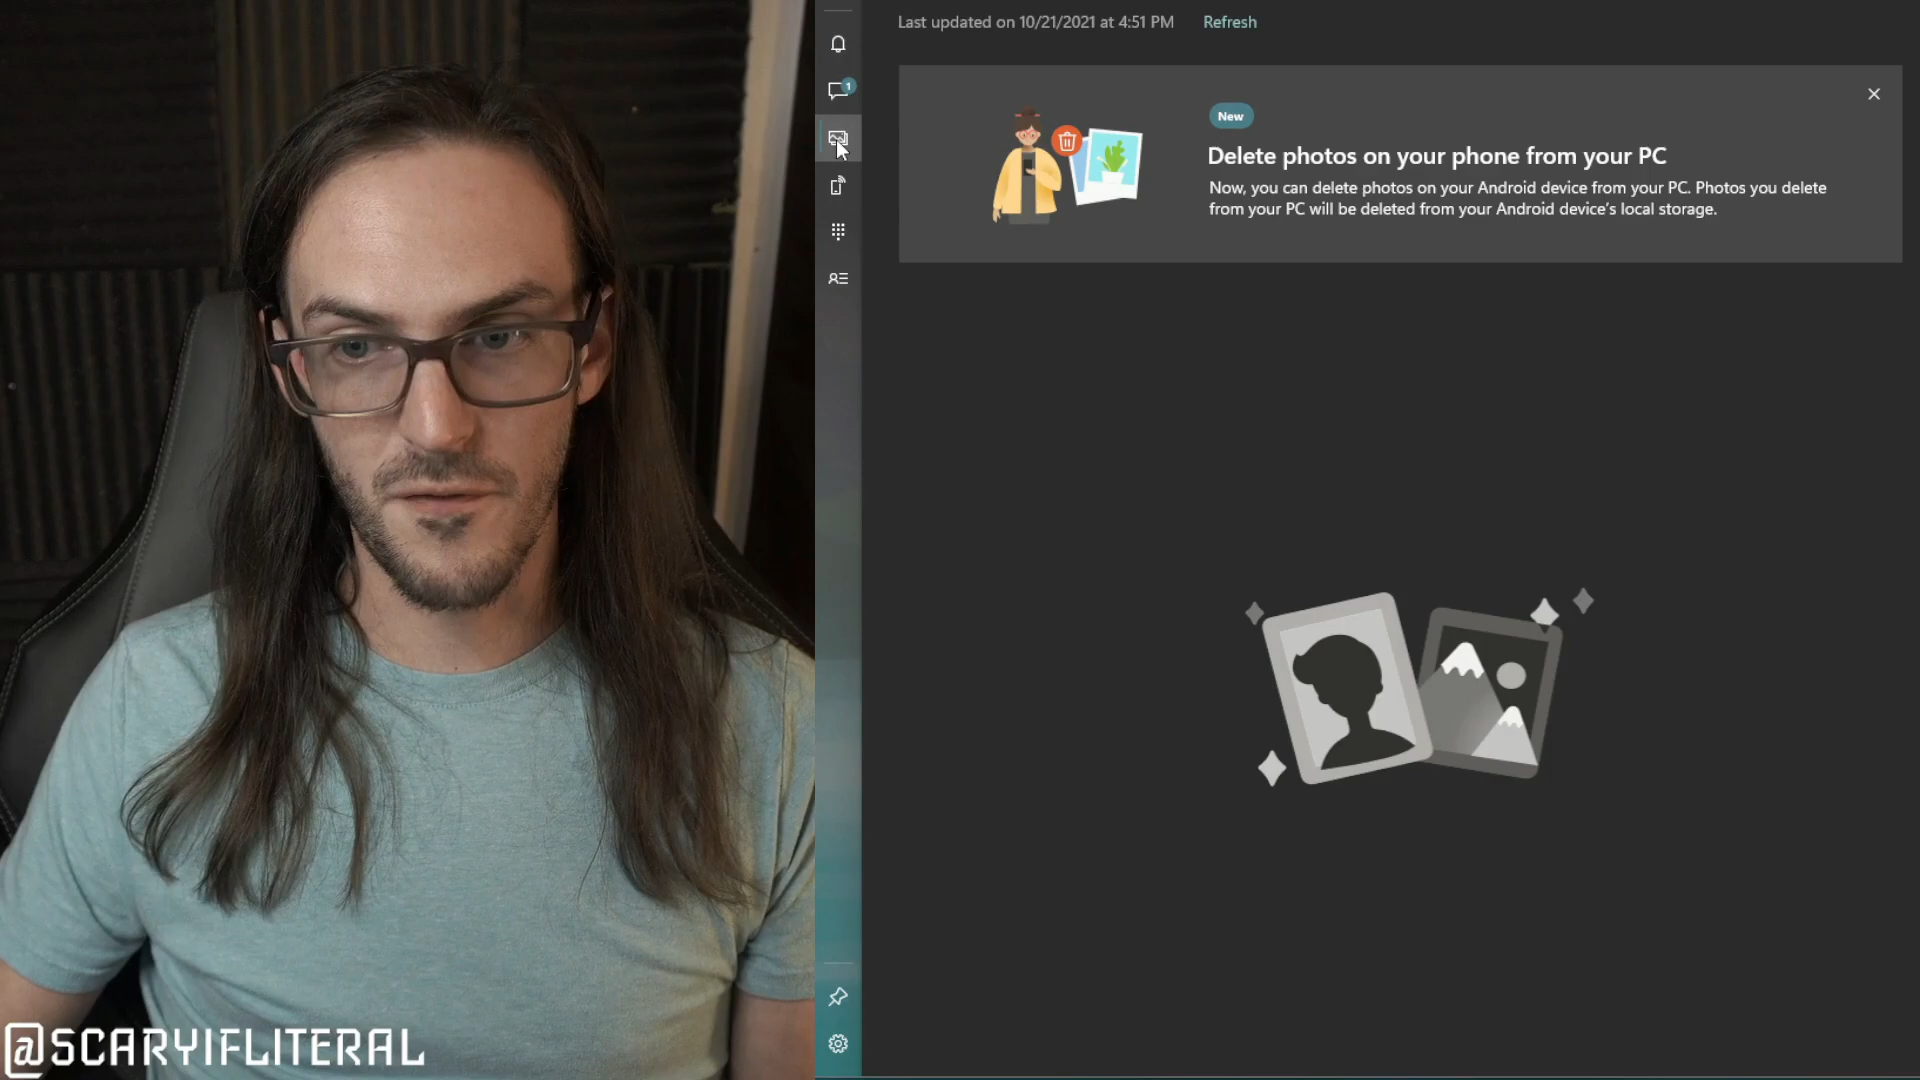 Last updated on 10/21/2021 at 4:51 PM Refresh
1
New
Delete photos on your phone from your PC
Now, you can delete photos on your Android device from your PC. Photos you delete
from your PC will be deleted from your Android device's local storage.
@SCARYIFLITERAL